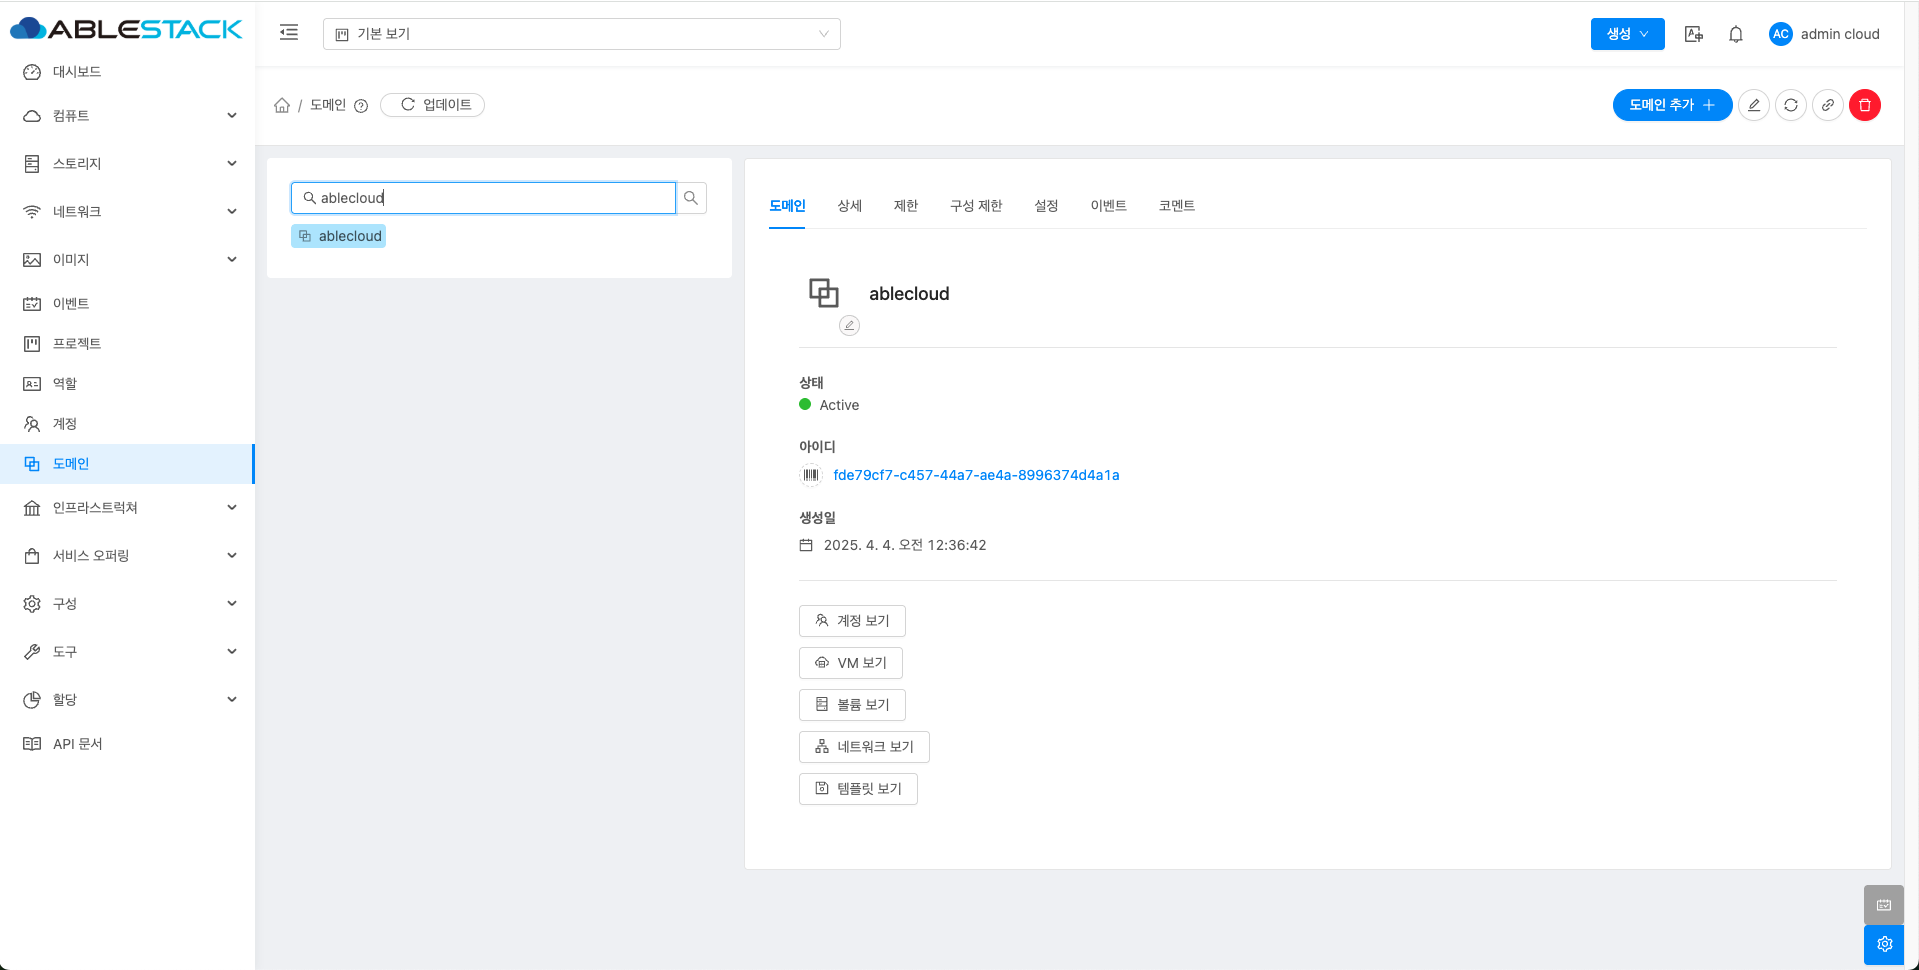 ABLESTACK
기본 보기
생성
AC
admin cloud
대시보드
컴퓨트
스토리지
네트워크
이미지
이벤트
프로젝트
역할
계정
도메인
인프라스트럭쳐
서비스 오퍼링
구성
도구
할당
API 문서
/ 도메인
업데이트
도메인 추가
ablecloud
ablecloud
도메인
상세
제한
구성 제한
설정
이벤트
코멘트
ablecloud
상태
Active
아이디
fde79cf7-c457-44a7-ae4a-8996374d4a1a
생성일
2025. 4. 4. 오전 12:36:42
계정 보기
VM 보기
볼륨 보기
네트워크 보기
템플릿 보기